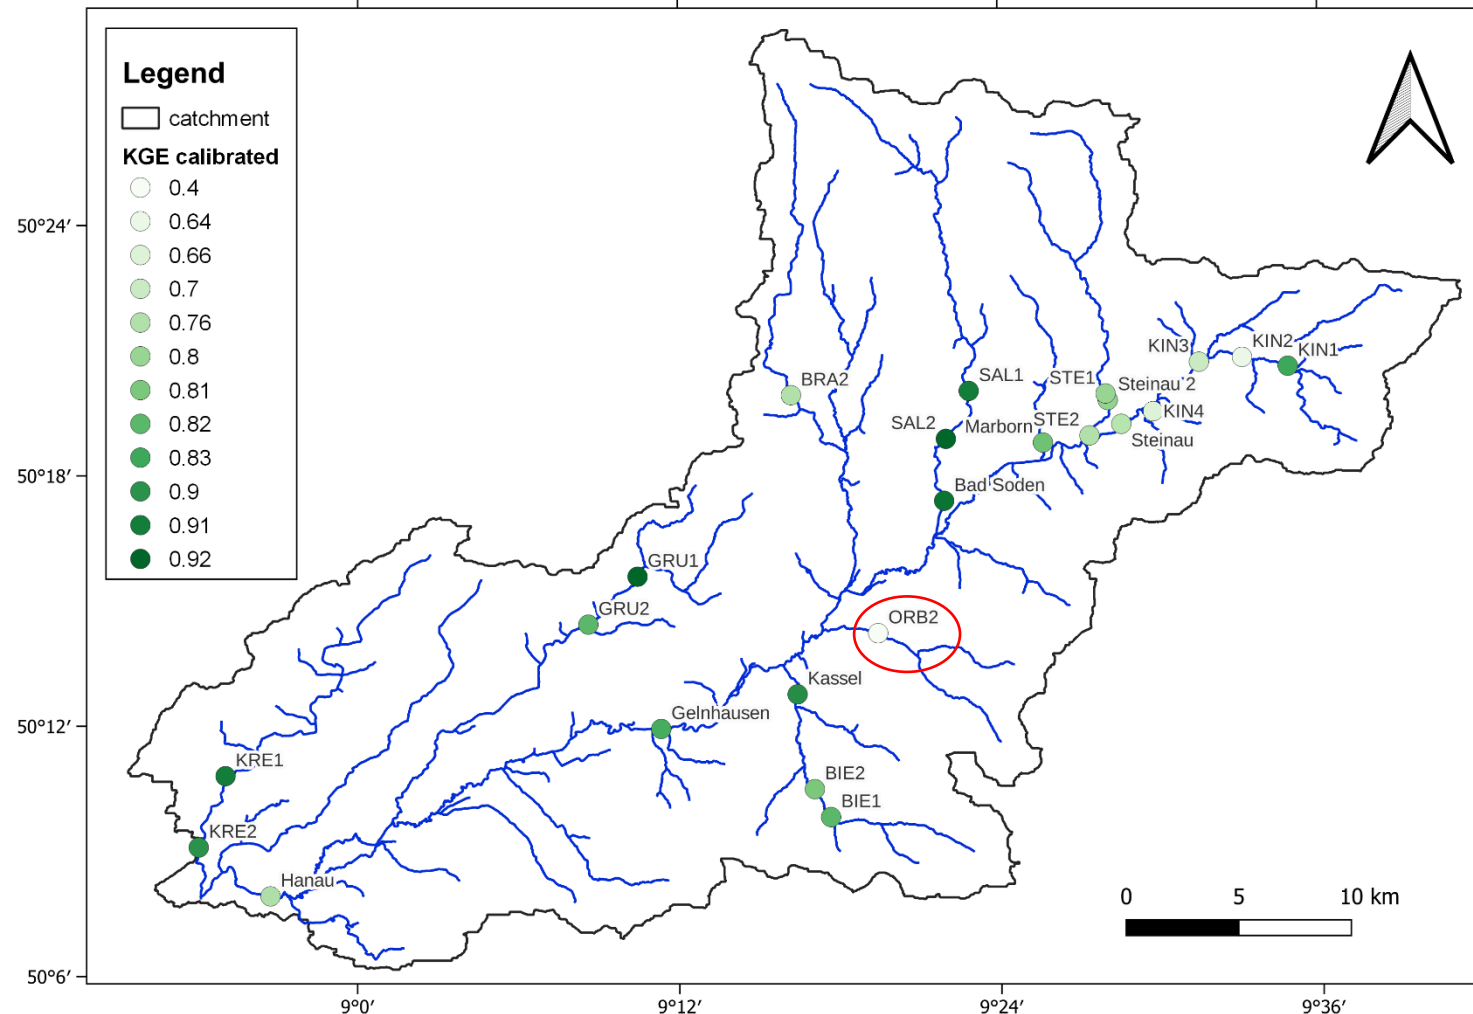 Legend
catchment
KGE calibrated
0.4
0.64
0.66
0.7
0.76
0.8
0.81
0.82
0.83
0.9
0.91
0.92
50°24′
50°18′
50°12′
50°6′
KIN3
KIN2
KIN1
BRA2
SAL1
STE1
Steinau 2
SAL2
Marborn
STE2
KIN4
Steinau
Bad Soden
GRU1
GRU2
ORB2
Kassel
Gelnhausen
KRE1
BIE2
BIE1
KRE2
Hanau
0 5 10 km
9°0′ 9°12′ 9°24′ 9°36′